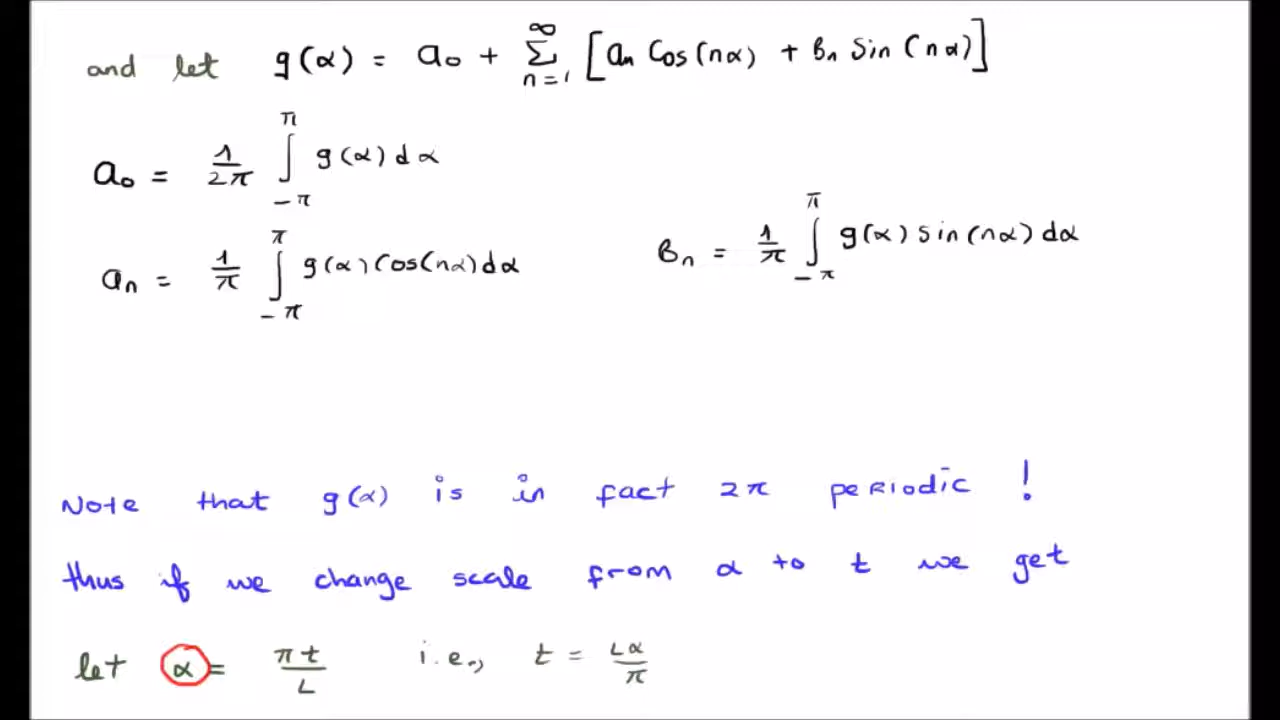 and let g(α) = a₀ + ∞ Σ n=1 [aₙ Cos(nα) + Bₙ Sin(nα)]
a₀ = 1/2π ∫_{-π}^{π} g(α) dα
aₙ = 1/π ∫_{-π}^{π} g(α) Cos(nα) dα
Bₙ = 1/π ∫_{-π}^{π} g(α) Sin(nα) dα
Note that g(α) is in fact 2π periodic !
thus if we change scale from α to t we get
let α = πt/L i.e., t = Lα/π